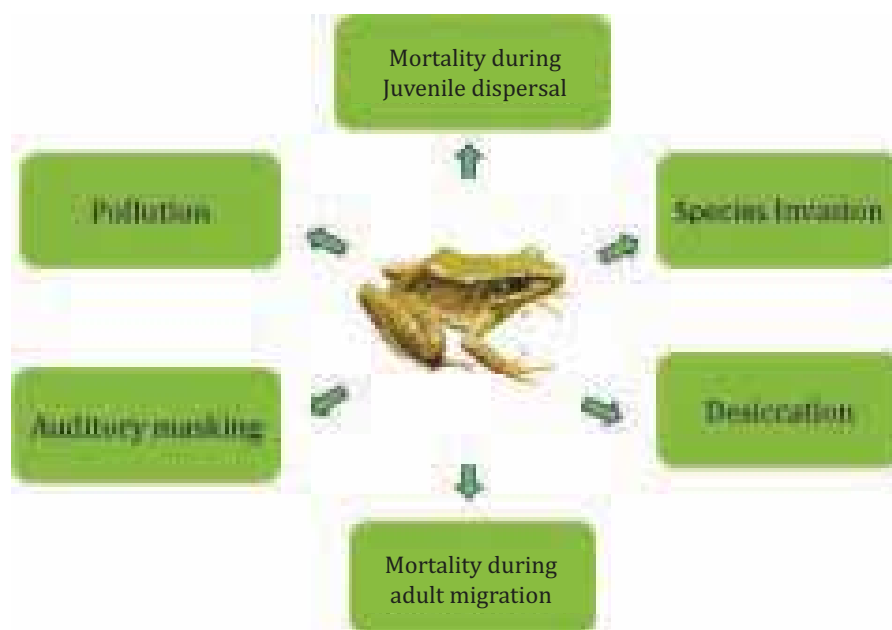 Mortality during
Juvenile dispersal
Pollution
Species Invasion
Auditory masking
Desiccation
Mortality during
adult migration